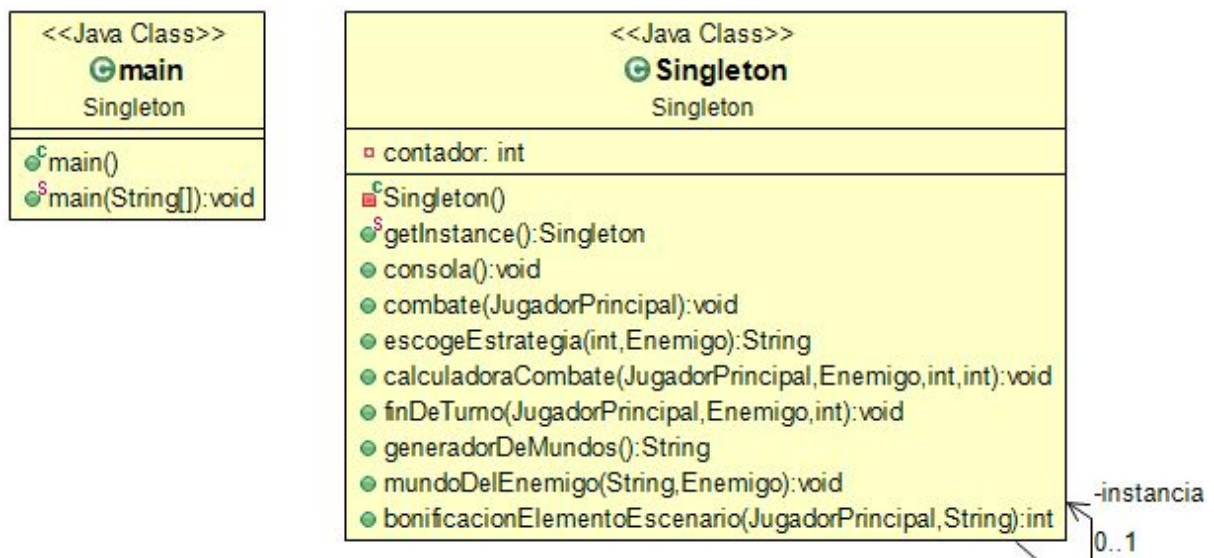 <<Java Class>>
main
Singleton
main()
main(String[]):void
<<Java Class>>
Singleton
Singleton
contador: int
Singleton()
getInstance():Singleton
consola():void
combate(JugadorPrincipal):void
escogeEstrategia(int,Enemigo):String
calculadoraCombate(JugadorPrincipal,Enemigo,int,int):void
finDeTurno(JugadorPrincipal,Enemigo,int):void
generadorDeMundos():String
mundoDelEnemigo(String,Enemigo):void
bonificacionElementoEscenario(JugadorPrincipal,String):int
-instancia
0..1